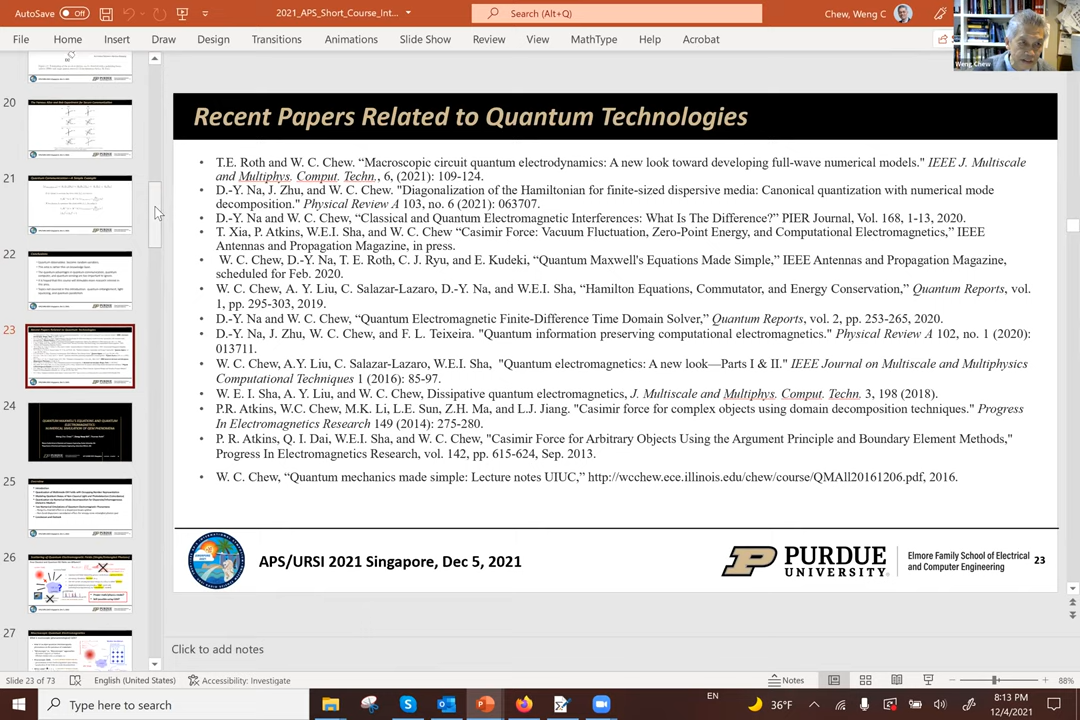 AutoSave Off 2021_APS_Short_Course_Int... Search (Alt+Q) Chew, Weng C
File Home Insert Draw Design Transitions Animations Slide Show Review View MathType Help Acrobat
Weng Chew
20
21
22
23
24
25
26
27
Recent Papers Related to Quantum Technologies
• T.E. Roth and W. C. Chew. “Macroscopic circuit quantum electrodynamics: A new look toward developing full-wave numerical models." IEEE J. Multiscale
and Multiphys. Comput. Techn., 6, (2021): 109-124.
• D.-Y. Na, J. Zhu, and W. C. Chew. "Diagonalization of the Hamiltonian for finite-sized dispersive media: Canonical quantization with numerical mode
decomposition." Physical Review A 103, no. 6 (2021): 063707.
• D.-Y. Na and W. C. Chew, “Classical and Quantum Electromagnetic Interferences: What Is The Difference?” PIER Journal, Vol. 168, 1-13, 2020.
• T. Xia, P. Atkins, W.E.I. Sha, and W. C. Chew “Casimir Force: Vacuum Fluctuation, Zero-Point Energy, and Computational Electromagnetics,” IEEE
Antennas and Propagation Magazine, in press.
• W. C. Chew, D.-Y. Na, T. E. Roth, C. J. Ryu, and E. Kudeki, “Quantum Maxwell's Equations Made Simple,” IEEE Antennas and Propagation Magazine,
scheduled for Feb. 2020.
• W. C. Chew, A. Y. Liu, C. Salazar-Lazaro, D.-Y. Na, and W.E.I. Sha, “Hamilton Equations, Commutator, and Energy Conservation,” Quantum Reports, vol.
1, pp. 295-303, 2019.
• D.-Y. Na and W. C. Chew, “Quantum Electromagnetic Finite-Difference Time Domain Solver,” Quantum Reports, vol. 2, pp. 253-265, 2020.
• D.-Y. Na, J. Zhu, W. C. Chew, and F. L. Teixeira. "Quantum information preserving computational electromagnetics." Physical Review A 102, no. 1 (2020):
013711.
• W. C. Chew, A.Y. Liu, C. Salazar-Lazaro, W.E.I. Sha, Quantum electromagnetics: A new look—Parts I & II." IEEE Journal on Multiscale and Multiphysics
Computational Techniques 1 (2016): 85-97.
• W. E. I. Sha, A. Y. Liu, and W. C. Chew, Dissipative quantum electromagnetics, J. Multiscale and Multiphys. Comput. Techn. 3, 198 (2018).
• P.R. Atkins, W.C. Chew, M.K. Li, L.E. Sun, Z.H. Ma, and L.J. Jiang. "Casimir force for complex objects using domain decomposition techniques." Progress
In Electromagnetics Research 149 (2014): 275-280.
• P. R. Atkins, Q. I. Dai, W.E.I. Sha, and W. C. Chew, "Casimir Force for Arbitrary Objects Using the Argument Principle and Boundary Element Methods,"
Progress In Electromagnetics Research, vol. 142, pp. 615-624, Sep. 2013.
• W. C. Chew, “Quantum mechanics made simple: Lecture notes UIUC,” http://wcchew.ece.illinois.edu/chew/course/QMAll20161206.pdf, 2016.
APS/URSI 2021 Singapore, Dec 5, 2021
PURDUE
UNIVERSITY
Elmore Family School of Electrical
and Computer Engineering
23
Click to add notes
Slide 23 of 73 English (United States) Accessibility: Investigate Notes 88%
Type here to search
36°F
EN
8:13 PM
12/4/2021